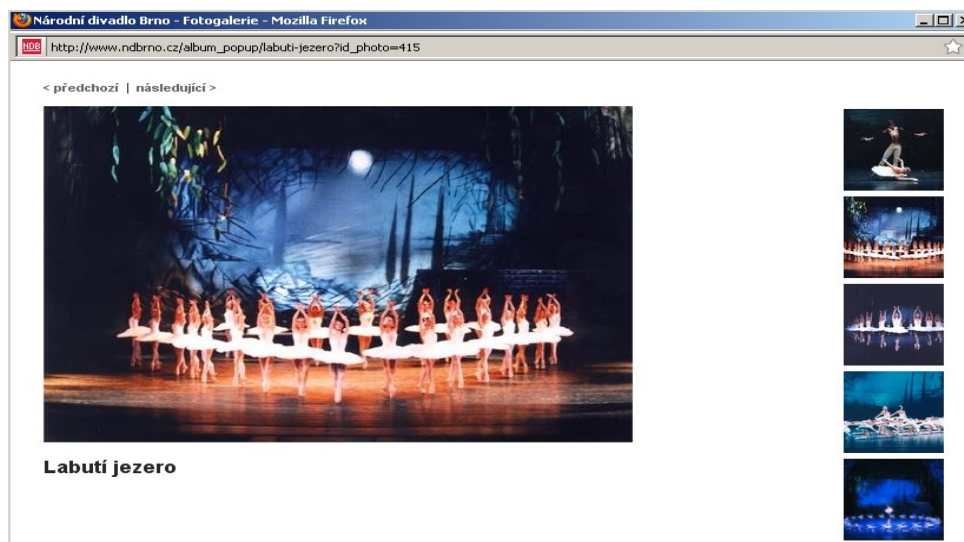 Národní divadlo Brno - Fotogalerie - Mozilla Firefox
NDB http://www.ndbrno.cz/album_popup/labuti-jezero?id_photo=415
< předchozí | následující >
Labutí jezero